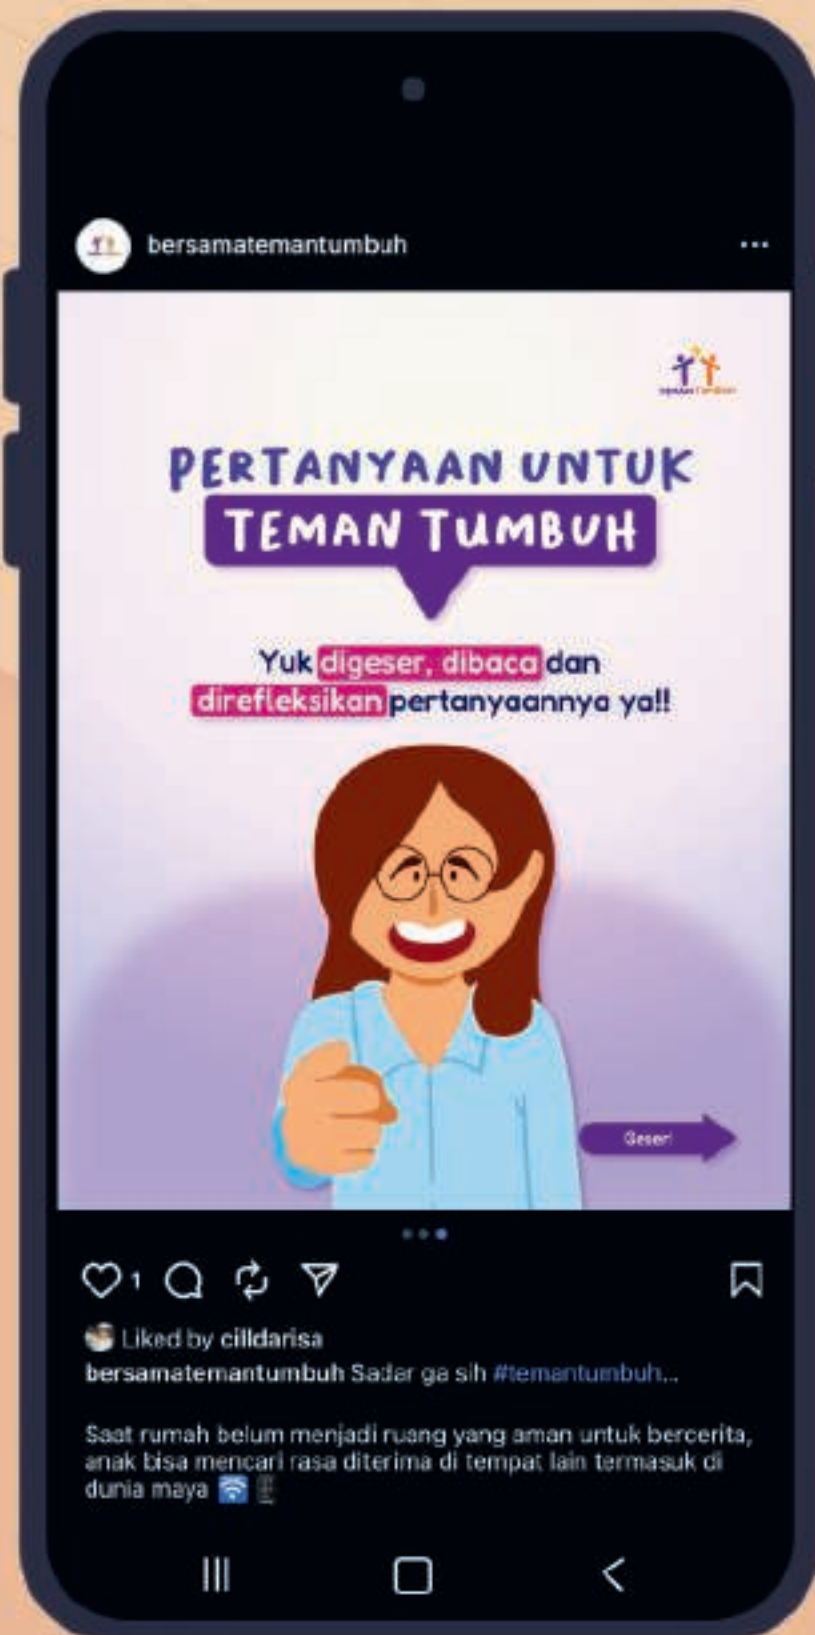 bersamatemantumbuh
PERTANYAAN UNTUK
TEMAN TUMBUH
Yuk digeser, dibaca dan
direfleksikan pertanyaannya ya!!
Geser!
1
Liked by cilldarisa
bersamatemantumbuh Sadar ga sih #temantumbuh...
Saat rumah belum menjadi ruang yang aman untuk bercerita,
anak bisa mencari rasa diterima di tempat lain termasuk di
dunia maya